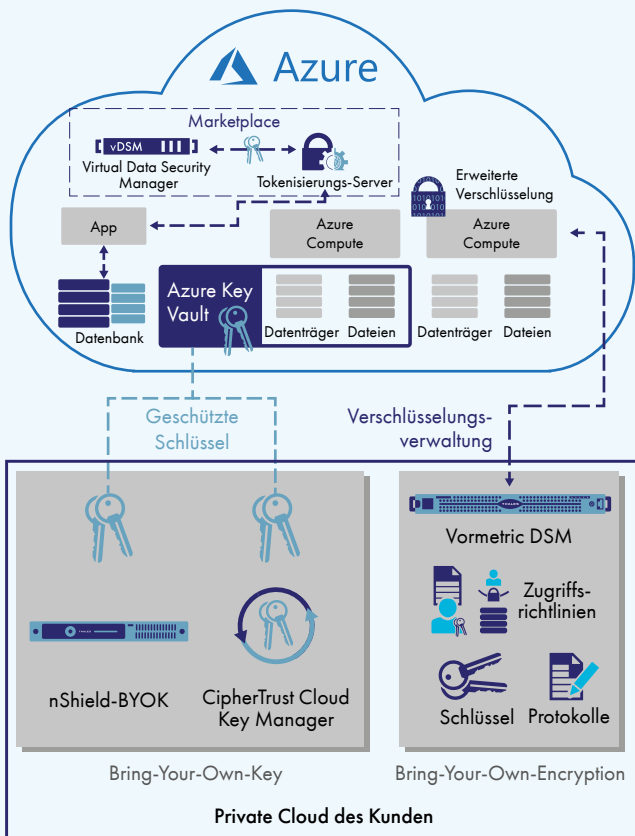 Azure
Marketplace
vDSM
Virtual Data Security
Manager
Tokenisierungs-Server
Erweiterte
Verschlüsselung
App
Azure
Compute
Azure
Compute
Azure Key
Vault
Datenbank
Datenträger
Dateien
Datenträger
Dateien
Geschützte
Schlüssel
Verschlüsselungs-
verwaltung
Vormetric DSM
Zugriffs-
richtlinien
nShield-BYOK
CipherTrust Cloud
Key Manager
Schlüssel
Protokolle
Bring-Your-Own-Key
Bring-Your-Own-Encryption
Private Cloud des Kunden